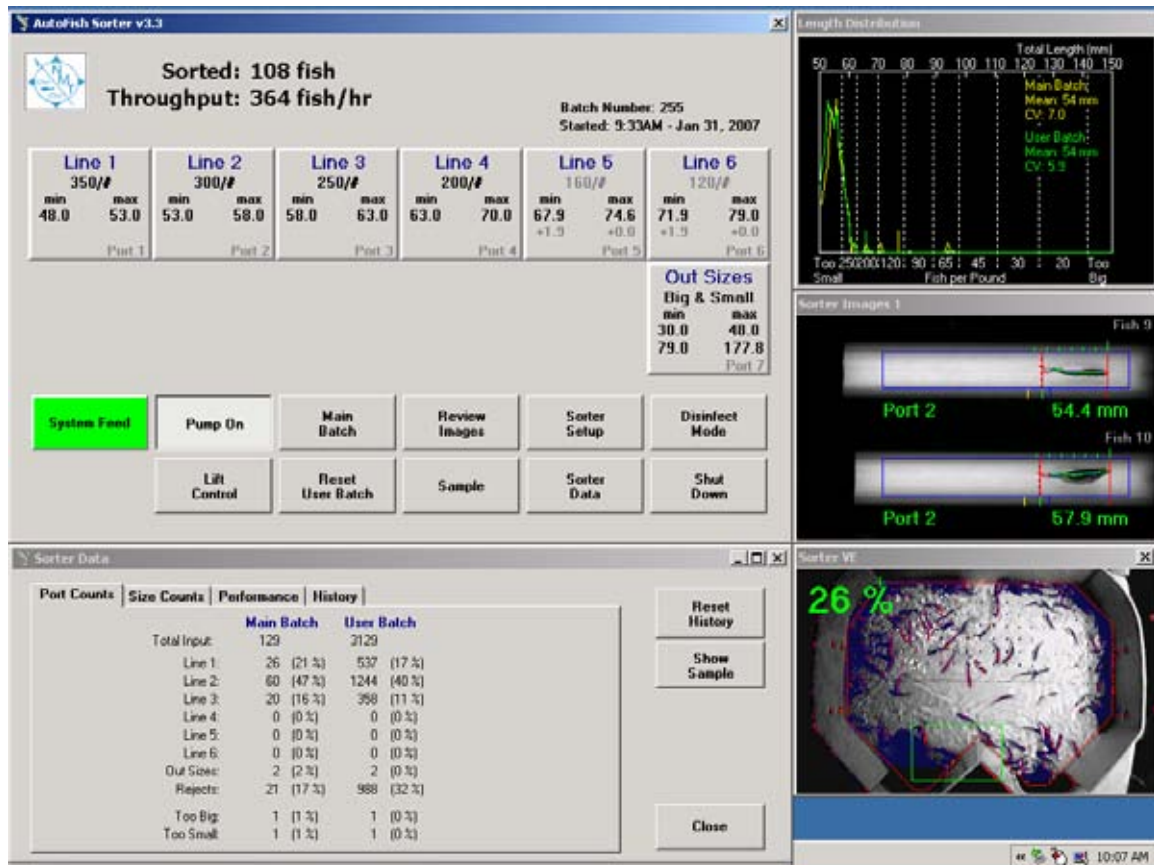 AutoFish Sorter v3.3
Sorted: 108 fish
Throughput: 364 fish/hr
Batch Number: 255
Started: 9:33AM - Jan 31, 2007
Line 1
350/#
min max
48.0 53.0
Port 1
Line 2
300/#
min max
53.0 58.0
Port 2
Line 3
250/#
min max
58.0 63.0
Port 3
Line 4
200/#
min max
63.0 70.0
Port 4
Line 5
160/#
min max
67.9 74.6
+1.9 +0.0
Port 5
Line 6
120/#
min max
71.9 79.0
+1.9 +0.0
Port 6
Out Sizes
Big & Small
min max
30.0 48.0
79.0 177.8
Port 7
System Feed
Pump On
Main
Batch
Review
Images
Sorter
Setup
Disinfect
Mode
Lift
Control
Reset
User Batch
Sample
Sorter
Data
Shut
Down
Sorter Data
Port Counts Size Counts Performance History
Main Batch User Batch
Total Input: 129 3129
Line 1: 26 (21 %) 537 (17 %)
Line 2: 60 (47 %) 1244 (40 %)
Line 3: 20 (16 %) 358 (11 %)
Line 4: 0 (0 %) 0 (0 %)
Line 5: 0 (0 %) 0 (0 %)
Line 6: 0 (0 %) 0 (0 %)
Out Sizes: 2 (2 %) 2 (0 %)
Rejects: 21 (17 %) 988 (32 %)
Too Big: 1 (1 %) 1 (0 %)
Too Small: 1 (1 %) 1 (0 %)
Reset
History
Show
Sample
Close
Length Distribution
Total Length (mm)
50 60 70 80 90 100 110 120 130 140 150
Main Batch:
Mean: 54 mm
CV: 7.0
User Batch:
Mean: 54 mm
CV: 5.9
Too 250 200 120 90 65 45 30 20 Too
Small Fish per Pound Big
Sorter Images 1
Fish 9
Port 2 54.4 mm
Fish 10
Port 2 57.9 mm
Sorter VE
26 %
10:07 AM